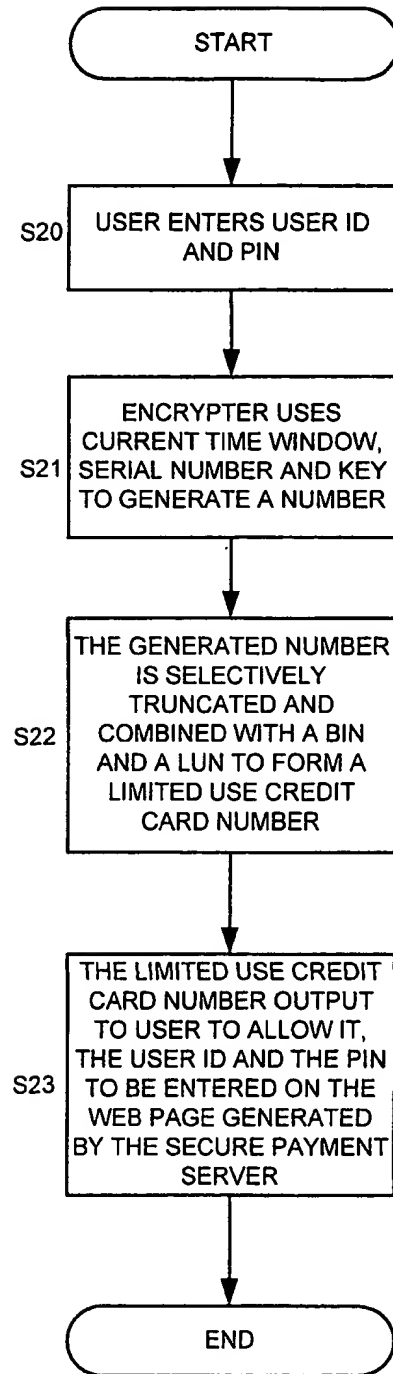 START
S20
USER ENTERS USER ID
AND PIN
S21
ENCRYPTER USES
CURRENT TIME WINDOW,
SERIAL NUMBER AND KEY
TO GENERATE A NUMBER
S22
THE GENERATED NUMBER
IS SELECTIVELY
TRUNCATED AND
COMBINED WITH A BIN
AND A LUN TO FORM A
LIMITED USE CREDIT
CARD NUMBER
S23
THE LIMITED USE CREDIT
CARD NUMBER OUTPUT
TO USER TO ALLOW IT,
THE USER ID AND THE PIN
TO BE ENTERED ON THE
WEB PAGE GENERATED
BY THE SECURE PAYMENT
SERVER
END